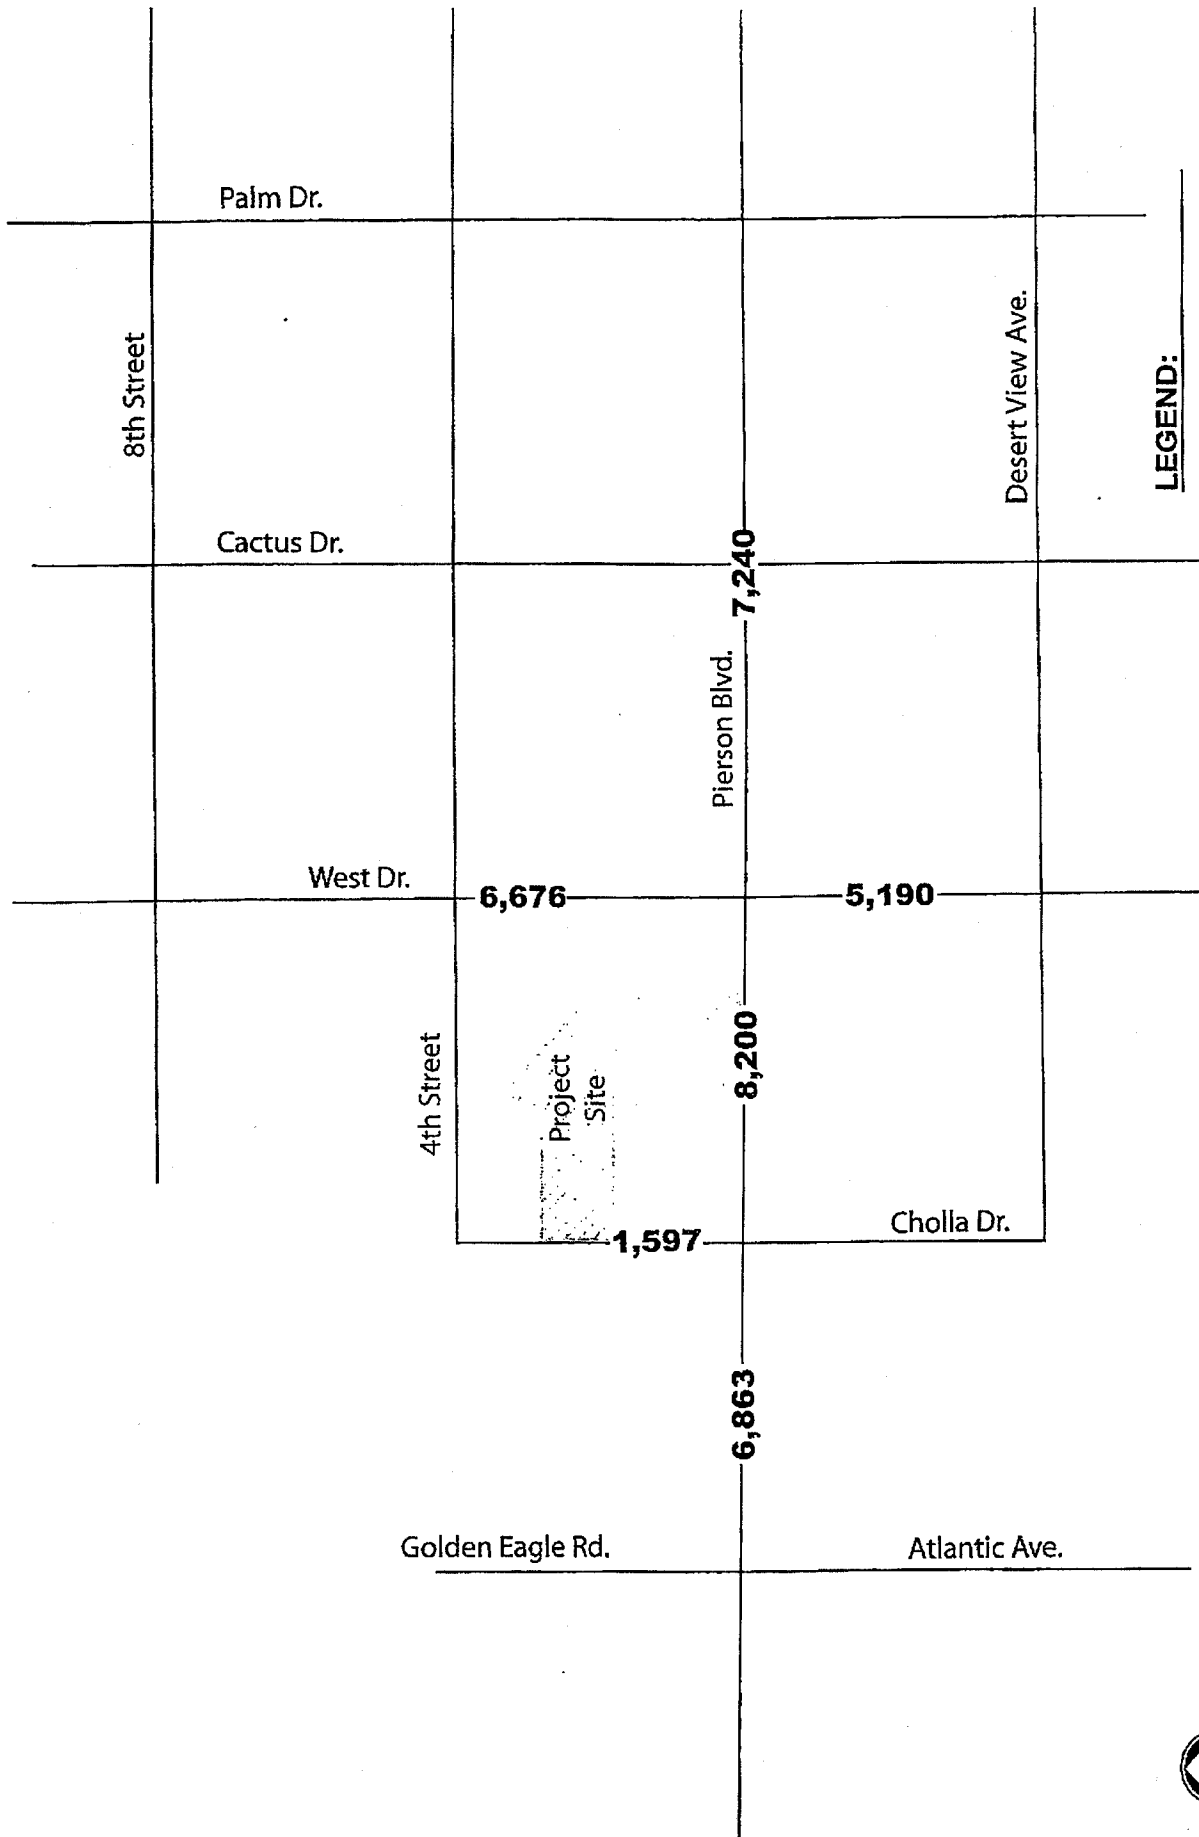 Palm Dr.
8th Street
Desert View Ave.
LEGEND:
Cactus Dr.
7,240
Pierson Blvd.
West Dr.
6,676
5,190
4th Street
Project
Site
8,200
1,597
Cholla Dr.
6,863
Golden Eagle Rd.
Atlantic Ave.